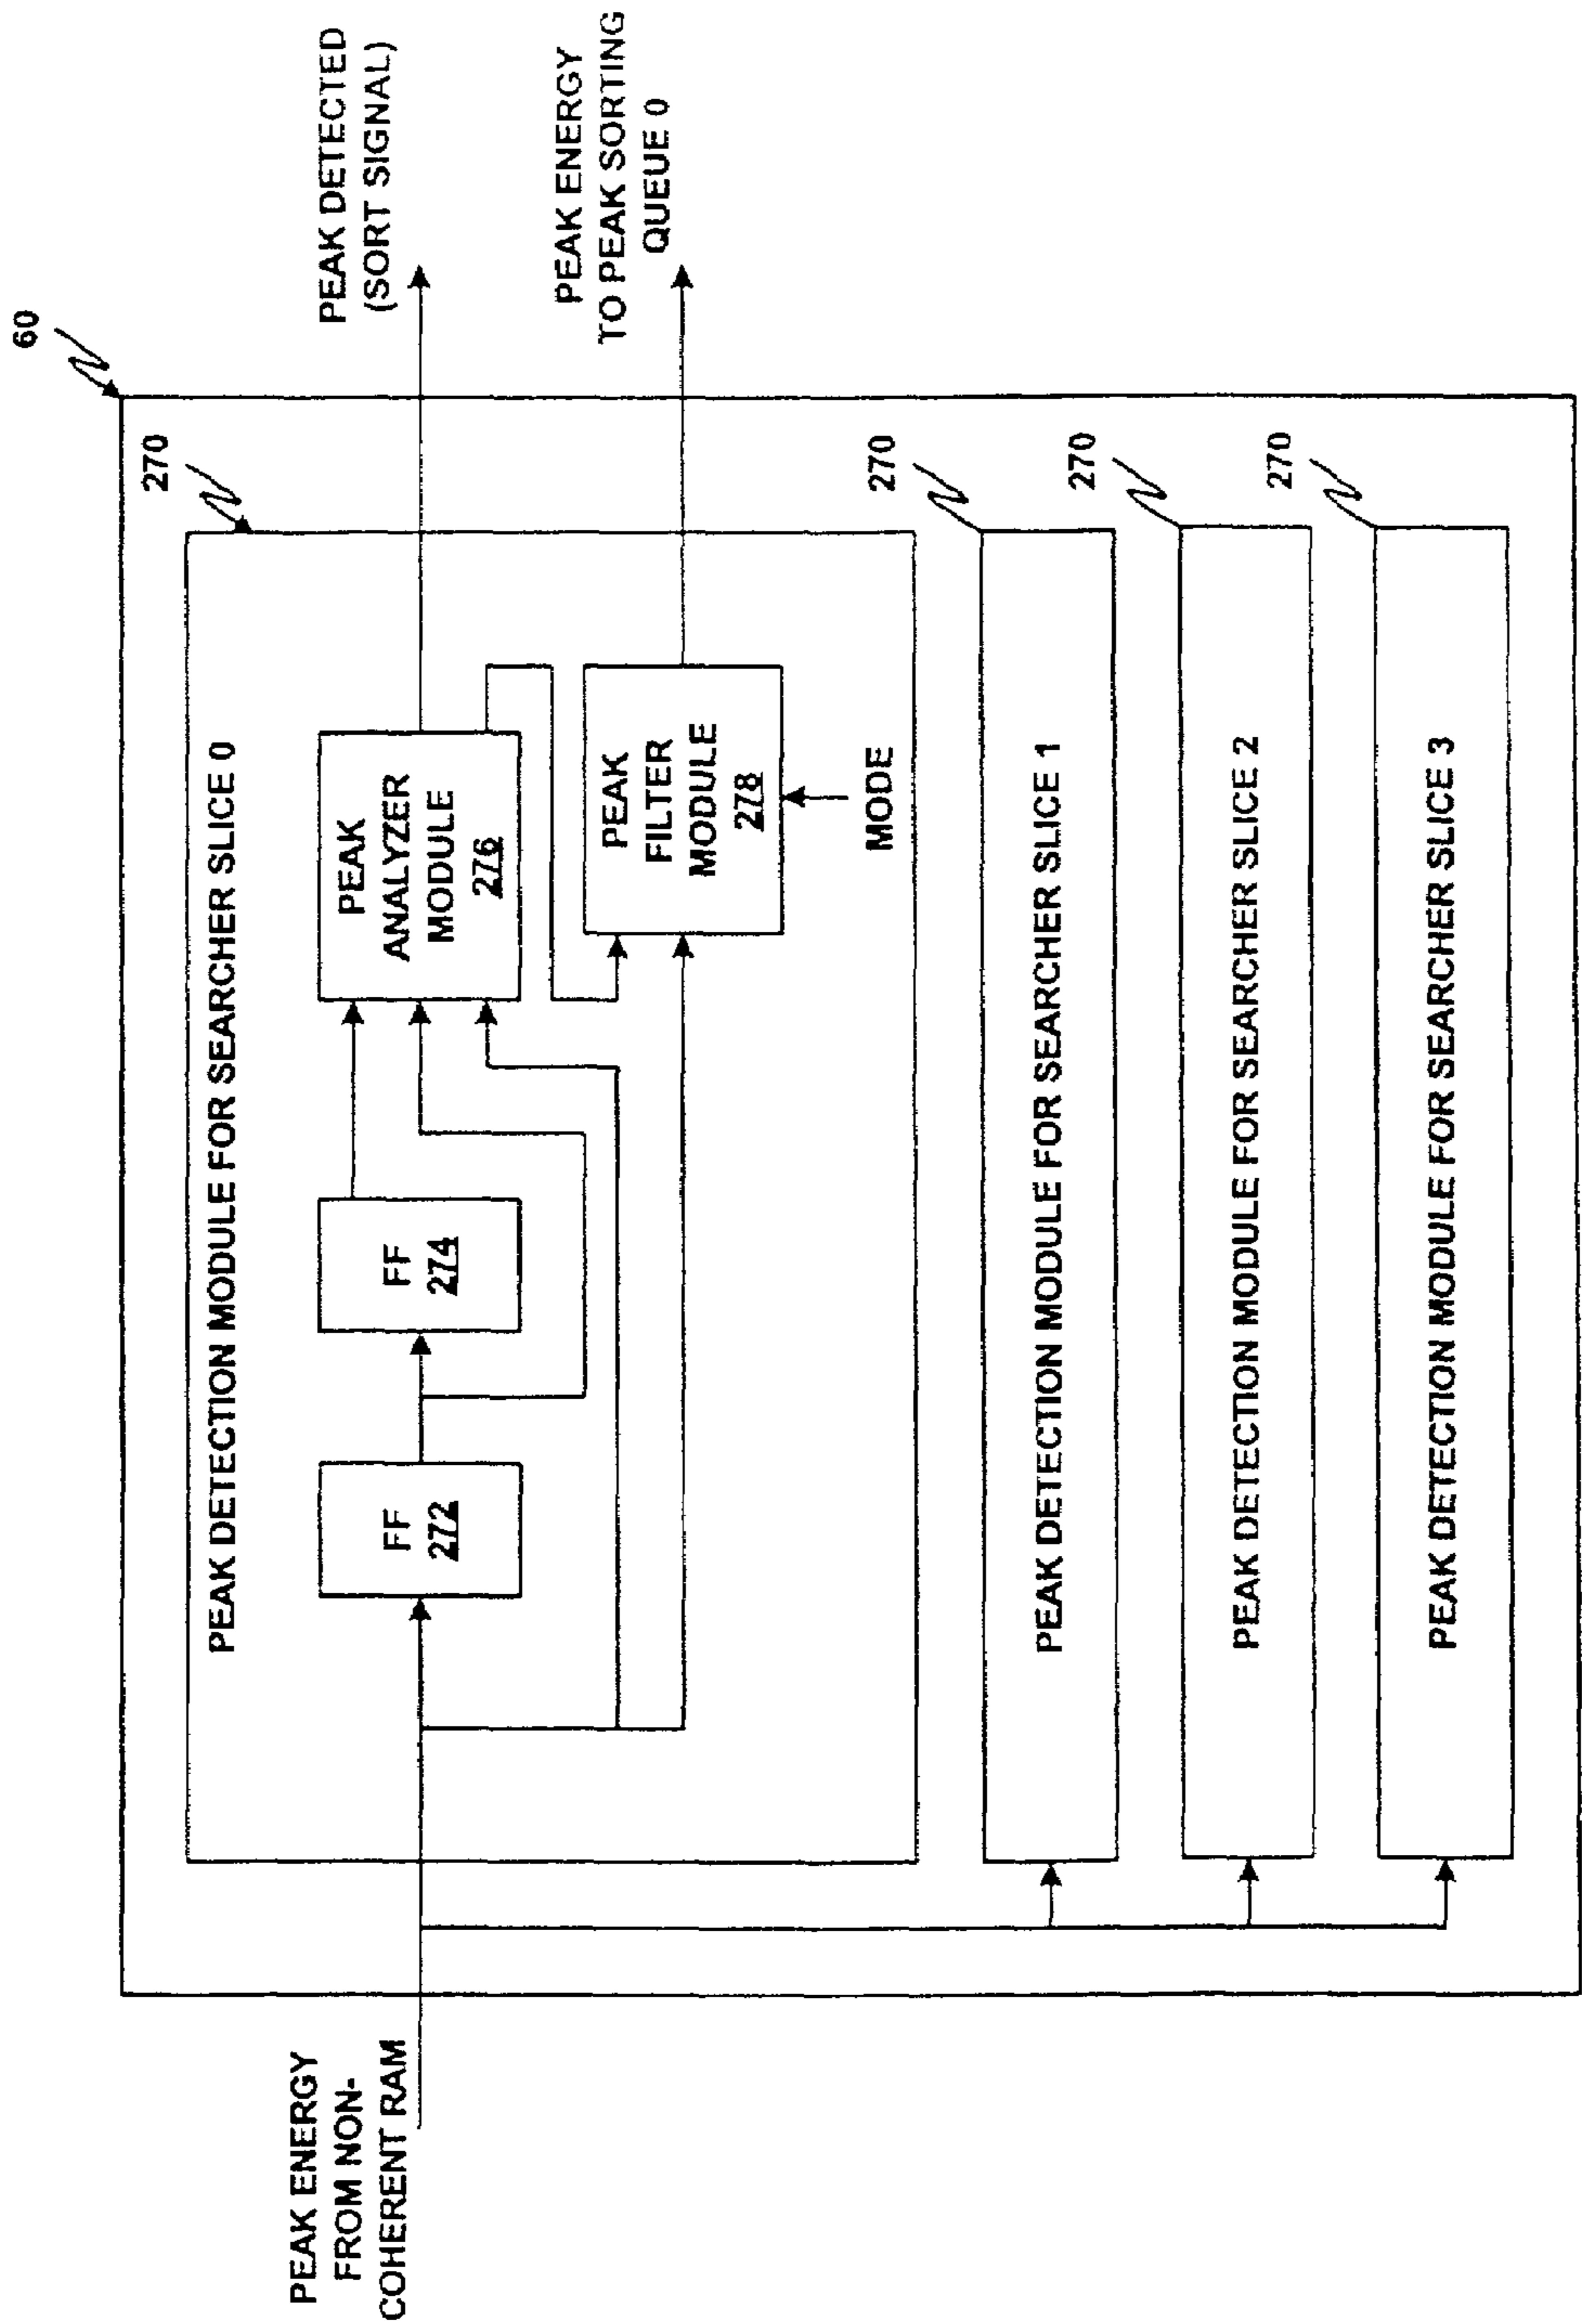 60
PEAK ENERGY
FROM NON-
COHERENT RAM
270
PEAK DETECTION MODULE FOR SEARCHER SLICE 0
FF
272
FF
274
PEAK
ANALYZER
MODULE
276
PEAK DETECTED
(SORT SIGNAL)
PEAK
FILTER
MODULE
278
MODE
PEAK ENERGY
TO PEAK SORTING
QUEUE 0
270
PEAK DETECTION MODULE FOR SEARCHER SLICE 1
270
PEAK DETECTION MODULE FOR SEARCHER SLICE 2
270
PEAK DETECTION MODULE FOR SEARCHER SLICE 3